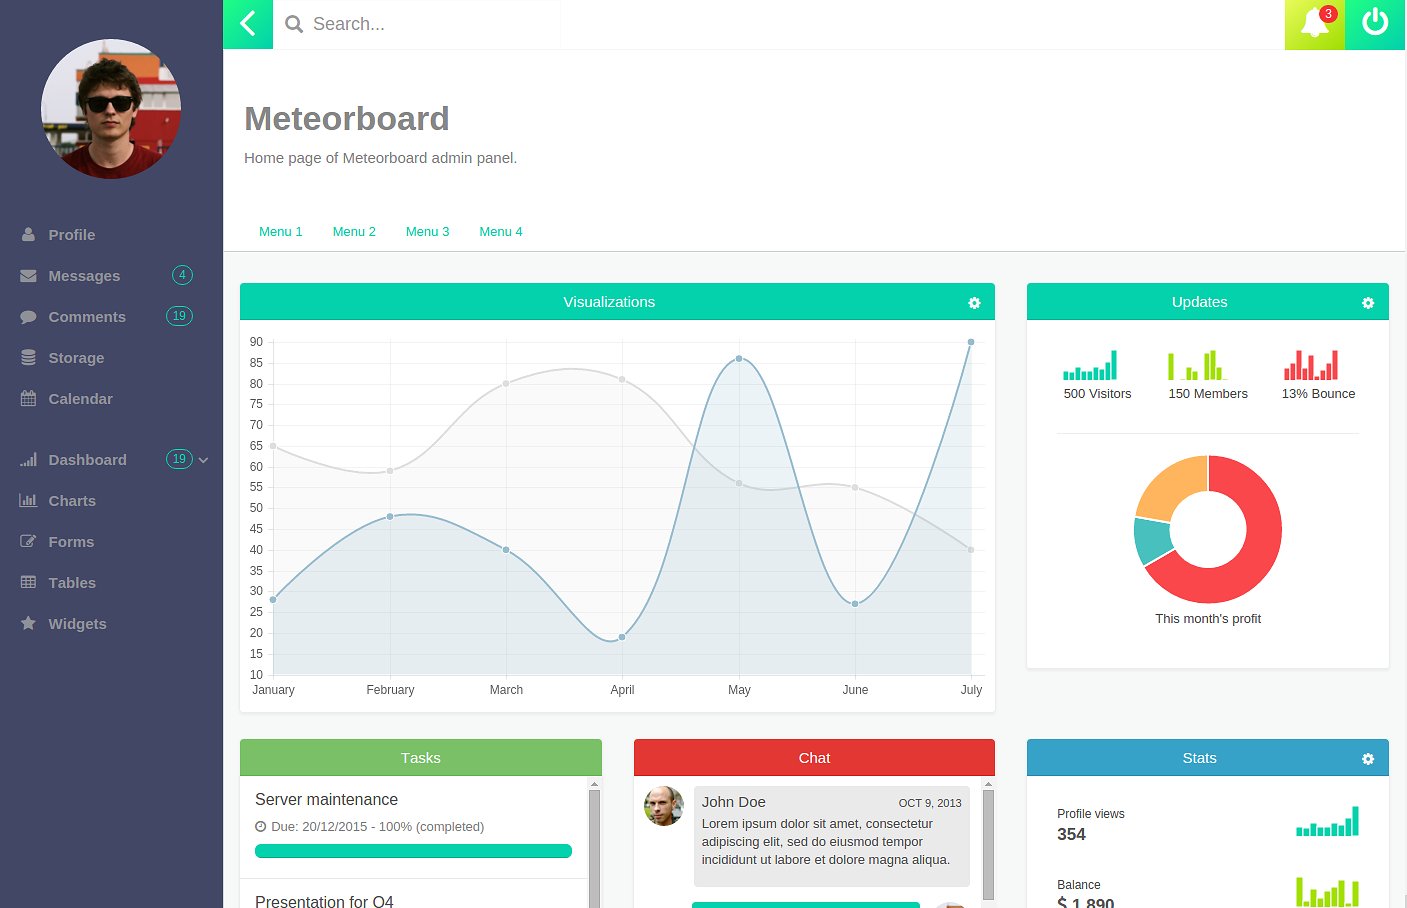 Search...
3
Meteorboard
Home page of Meteorboard admin panel.
Menu 1 Menu 2 Menu 3 Menu 4
Profile
Messages 4
Comments 19
Storage
Calendar
Dashboard 19
Charts
Forms
Tables
Widgets
Visualizations
90
85
80
75
70
65
60
55
50
45
40
35
30
25
20
15
10
January February March April May June July
Updates
500 Visitors 150 Members 13% Bounce
This month's profit
Tasks
Server maintenance
Due: 20/12/2015 - 100% (completed)
Presentation for Q4
Chat
John Doe OCT 9, 2013
Lorem ipsum dolor sit amet, consectetur
adipiscing elit, sed do eiusmod tempor
incididunt ut labore et dolore magna aliqua.
Stats
Profile views
354
Balance
$ 1,890